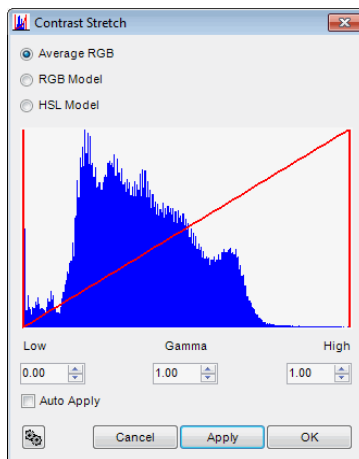 Contrast Stretch
Average RGB
RGB Model
HSL Model
Low Gamma High
0.00 1.00 1.00
Auto Apply
Cancel Apply OK